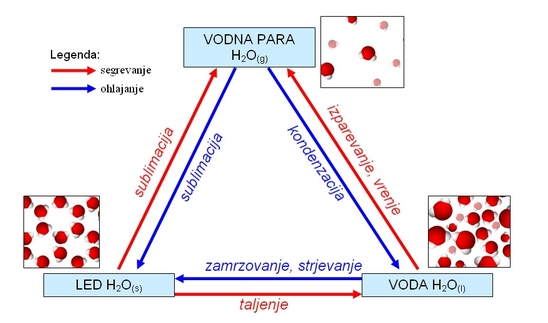 VODNA PARA
H₂O(g)
Legenda:
segrevanje
ohlajanje
sublimacija
sublimacija
kondenzacija
izparevanje, vrenje
zamrzovanje, strjevanje
LED H₂O(s)
VODA H₂O(l)
taljenje